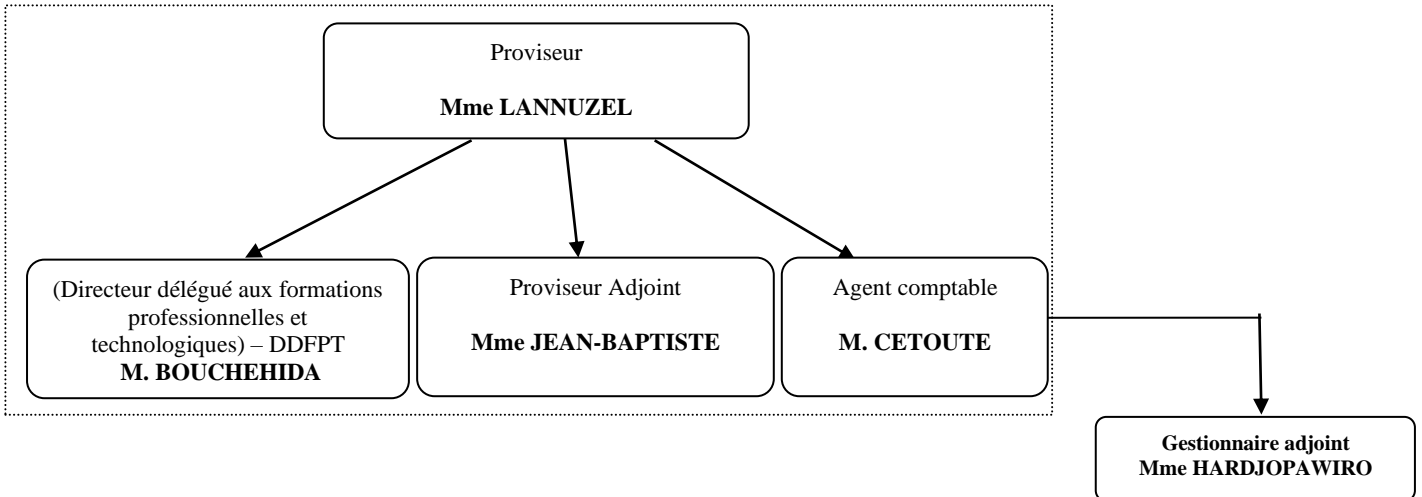 Proviseur
Mme LANNUZEL
(Directeur délégué aux formations
professionnelles et
technologiques) – DDFPT
M. BOUCHEHIDA
Proviseur Adjoint
Mme JEAN-BAPTISTE
Agent comptable
M. CETOUTE
Gestionnaire adjoint
Mme HARDJOPAWIRO